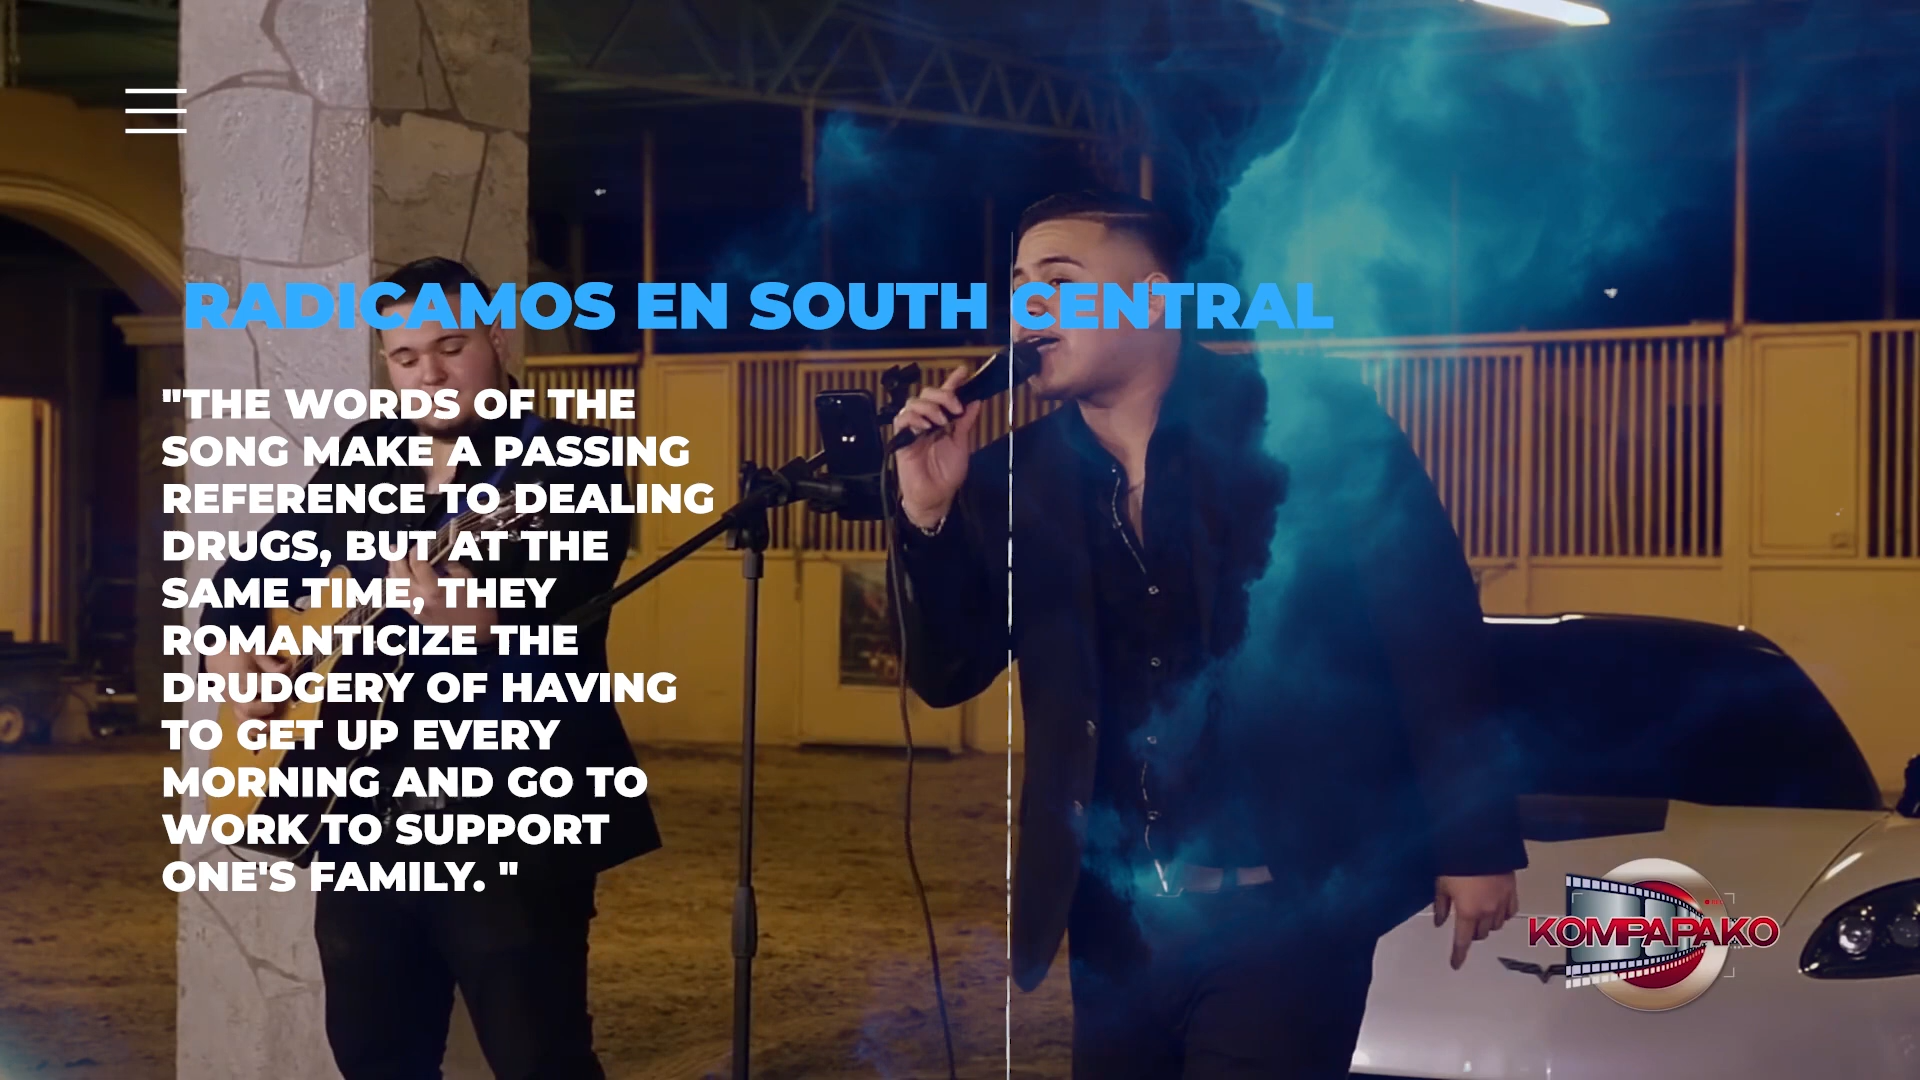 RADICAMOS EN SOUTH CENTRAL
"THE WORDS OF THE
SONG MAKE A PASSING
REFERENCE TO DEALING
DRUGS, BUT AT THE
SAME TIME, THEY
ROMANTICIZE THE
DRUDGERY OF HAVING
TO GET UP EVERY
MORNING AND GO TO
WORK TO SUPPORT
ONE'S FAMILY. "
REC
KOMPAPAKO